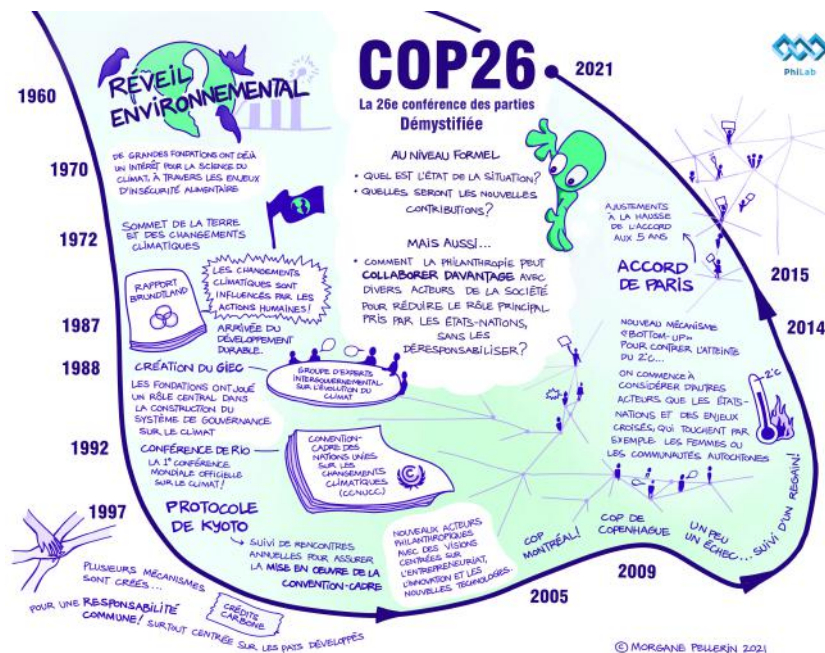 COP26
La 26e conférence des parties
Démystifiée
2021
PhiLab
1960
RÉVEIL
ENVIRONNEMENTAL
1970
DE GRANDES FONDATIONS ONT DÉJÀ
UN INTÉRÊT POUR LA SCIENCE DU
CLIMAT, À TRAVERS LES ENJEUX
D'INSÉCURITÉ ALIMENTAIRE
1972
SOMMET DE LA TERRE
ET DES CHANGEMENTS
CLIMATIQUES
RAPPORT
BRUNDTLAND
LES CHANGEMENTS
CLIMATIQUES SONT
INFLUENCÉS PAR LES
ACTIONS HUMAINES!
1987
ARRIVÉE DU
DÉVELOPPEMENT
DURABLE.
1988
CRÉATION DU GIEC
GROUPE D'EXPERTS
INTERGOUVERNEMENTAL
SUR L'ÉVOLUTION DU
CLIMAT
LES FONDATIONS ONT JOUÉ
UN RÔLE CENTRAL DANS
LA CONSTRUCTION DU
SYSTÈME DE GOUVERNANCE
SUR LE CLIMAT
1992
CONFÉRENCE DE RIO
LA 1e CONFÉRENCE
MONDIALE OFFICIELLE
SUR LE CLIMAT!
CONVENTION-
CADRE DES
NATIONS UNIES
SUR LES
CHANGEMENTS
CLIMATIQUES
(CCNUCC)
1997
PROTOCOLE
DE KYOTO
SUIVI DE RENCONTRES
ANNUELLES POUR ASSURER
LA MISE EN OEUVRE DE LA
CONVENTION-CADRE
PLUSIEURS MÉCANISMES
SONT CRÉÉS...
POUR UNE RESPONSABILITÉ
COMMUNE! SURTOUT CENTRÉE SUR LES PAYS DÉVELOPPÉS
CRÉDITS
CARBONE
AU NIVEAU FORMEL
• QUEL EST L'ÉTAT DE LA SITUATION?
• QUELLES SERONT LES NOUVELLES
CONTRIBUTIONS?
MAIS AUSSI...
• COMMENT LA PHILANTHROPIE PEUT
COLLABORER DAVANTAGE AVEC
DIVERS ACTEURS DE LA SOCIÉTÉ
POUR RÉDUIRE LE RÔLE PRINCIPAL
PRIS PAR LES ÉTATS-NATIONS,
SANS LES
DÉRESPONSABILISER?
NOUVEAUX ACTEURS
PHILANTHROPIQUES
AVEC DES VISIONS
CENTRÉES SUR
L'ENTREPRENEURIAT,
L'INNOVATION ET LES
NOUVELLES TECHNOLOGIES.
COP
MONTRÉAL!
2005
COP DE
COPENHAGUE
2009
UN PEU
UN ÉCHEC... SUIVI D'UN REGAIN!
2014
NOUVEAU MÉCANISME
«BOTTOM-UP»
POUR CONTRER L'ATTEINTE
DU 2°C...
ON COMMENCE À
CONSIDÉRER D'AUTRES
ACTEURS QUE LES ÉTATS-
NATIONS ET DES ENJEUX
CROISÉS, QUI TOUCHENT PAR
EXEMPLE LES FEMMES OU
LES COMMUNAUTÉS AUTOCHTONES
2°C
2015
ACCORD
DE PARIS
AJUSTEMENTS
À LA HAUSSE
DE L'ACCORD
AUX 5 ANS
© MORGANE PELLERIN 2021